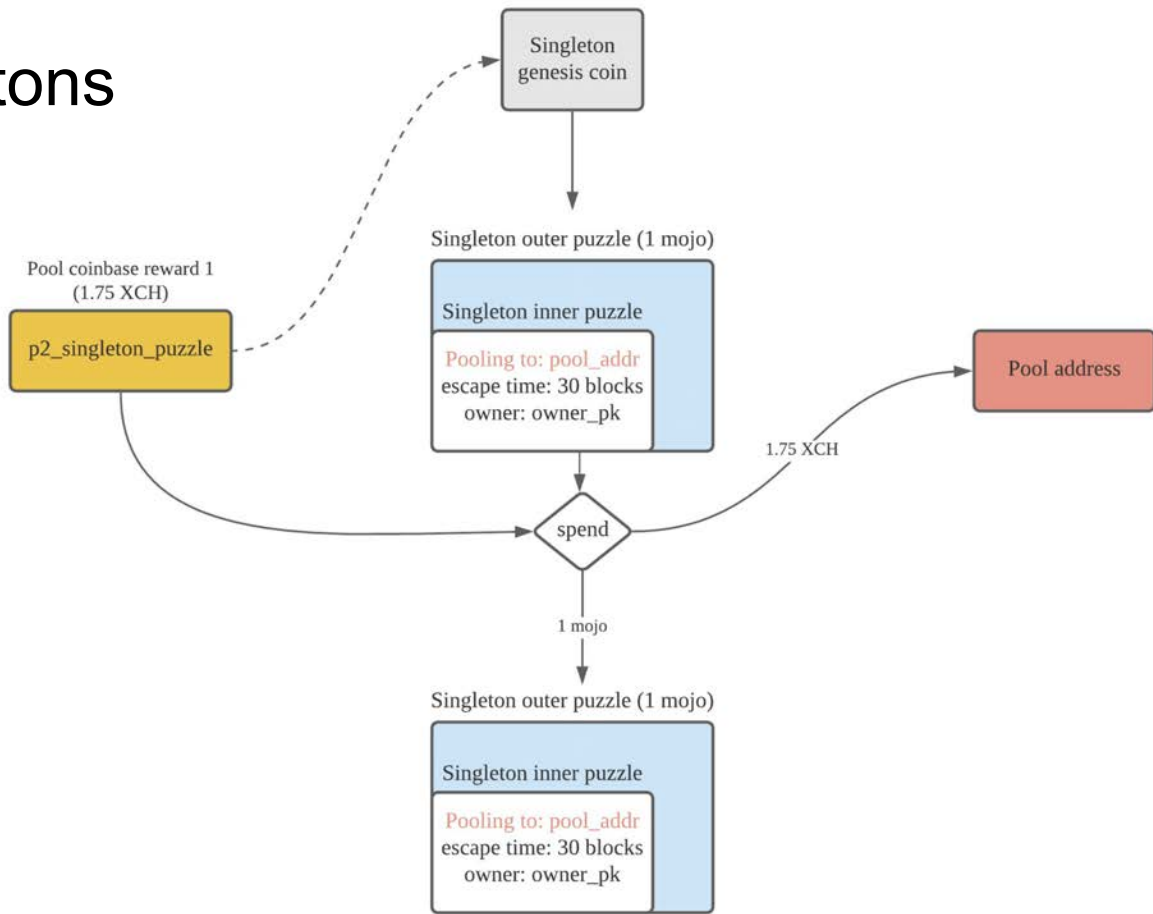 tons
Singleton
genesis coin
Singleton outer puzzle (1 mojo)
Pool coinbase reward 1
(1.75 XCH)
p2_singleton_puzzle
Singleton inner puzzle
Pooling to: pool_addr
escape time: 30 blocks
owner: owner_pk
Pool address
1.75 XCH
spend
1 mojo
Singleton outer puzzle (1 mojo)
Singleton inner puzzle
Pooling to: pool_addr
escape time: 30 blocks
owner: owner_pk